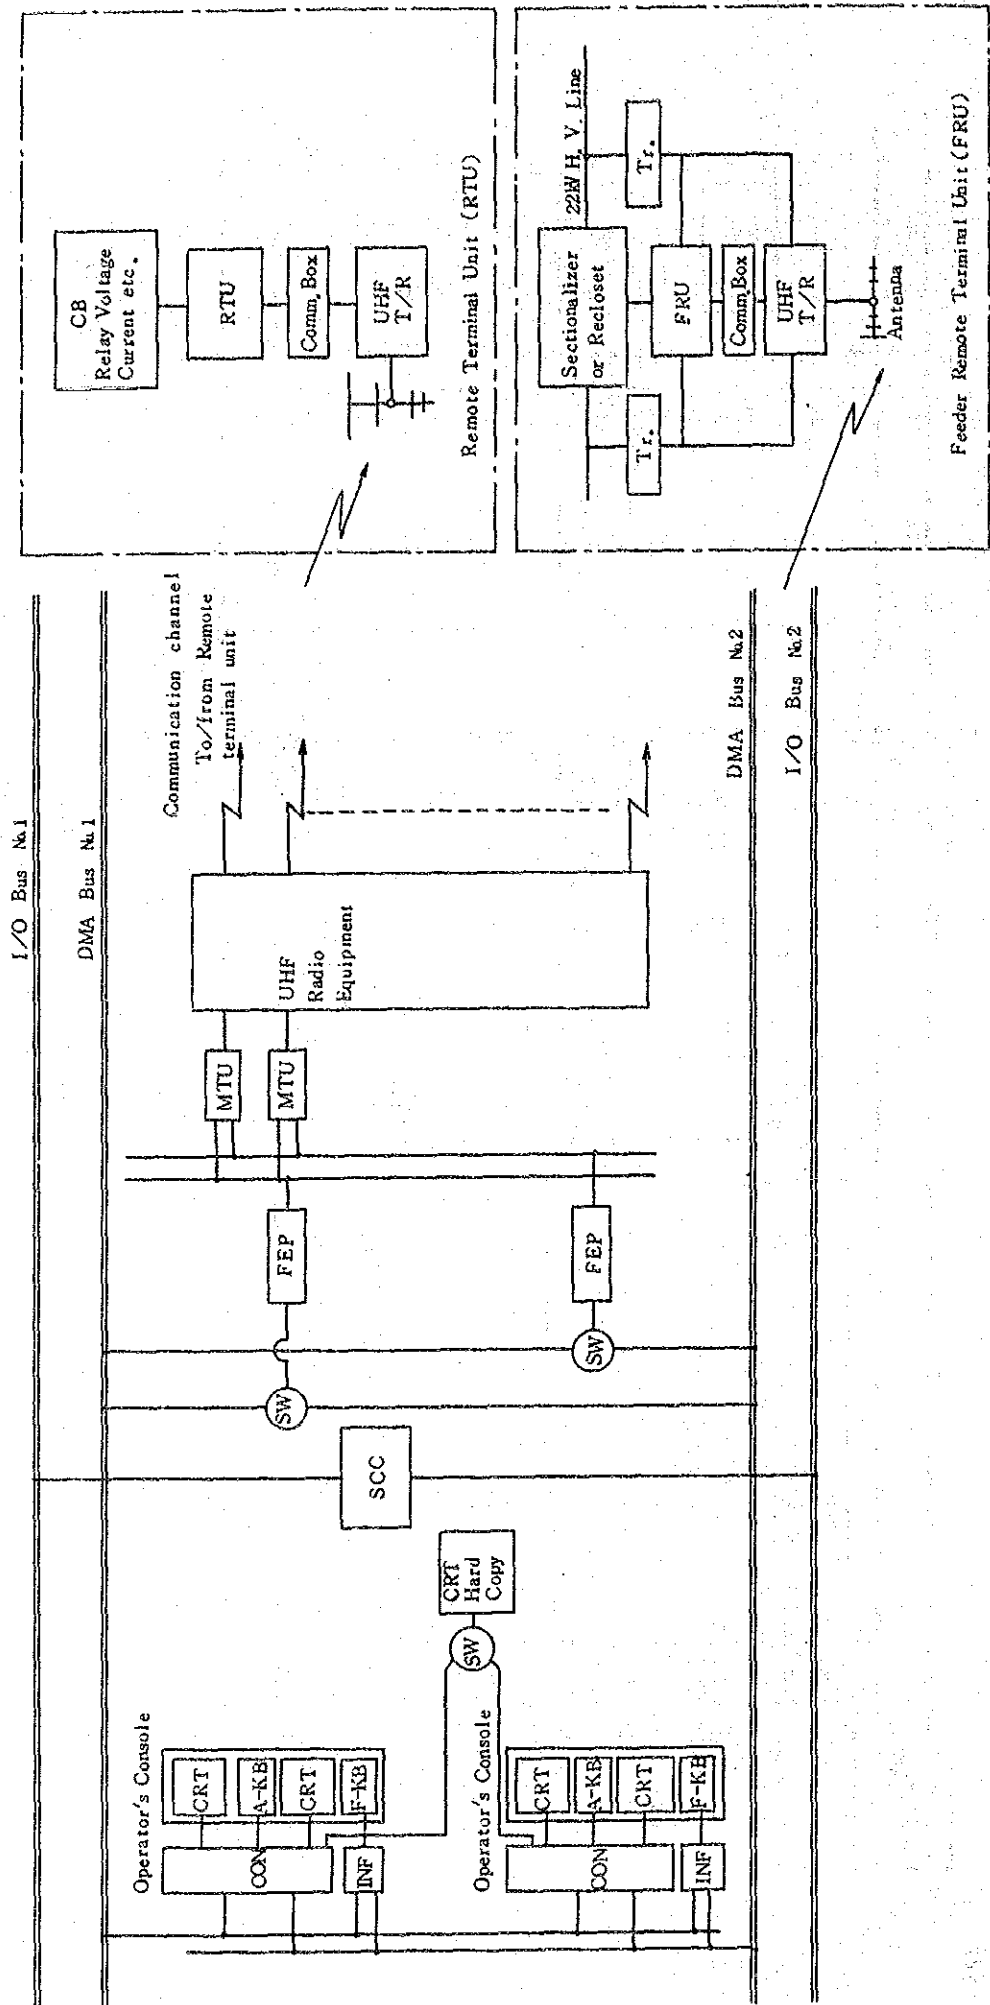 I/O Bus No.1
DMA Bus No.1
Operator's Console
CRT
A-KB
CRT
F-KB
CON
INF
Operator's Console
CRT
A-KB
CRT
F-KB
CON
INF
SW
CRT
Hard
Copy
SCC
SW
SW
FEP
FEP
MTU
MTU
UHF
Radio
Equipment
Communication channel
To/from Remote
terminal unit
DMA Bus No.2
I/O Bus No.2
CB
Relay Voltage
Current etc.
RTU
Comm. Box
UHF
T/R
Remote Terminal Unit (RTU)
22kV H. V. Line
Sectionalizer
or Recloset
Tr.
Tr.
FRU
Comm. Box
UHF
T/R
Antenna
Feeder Remote Terminal Unit (FRU)